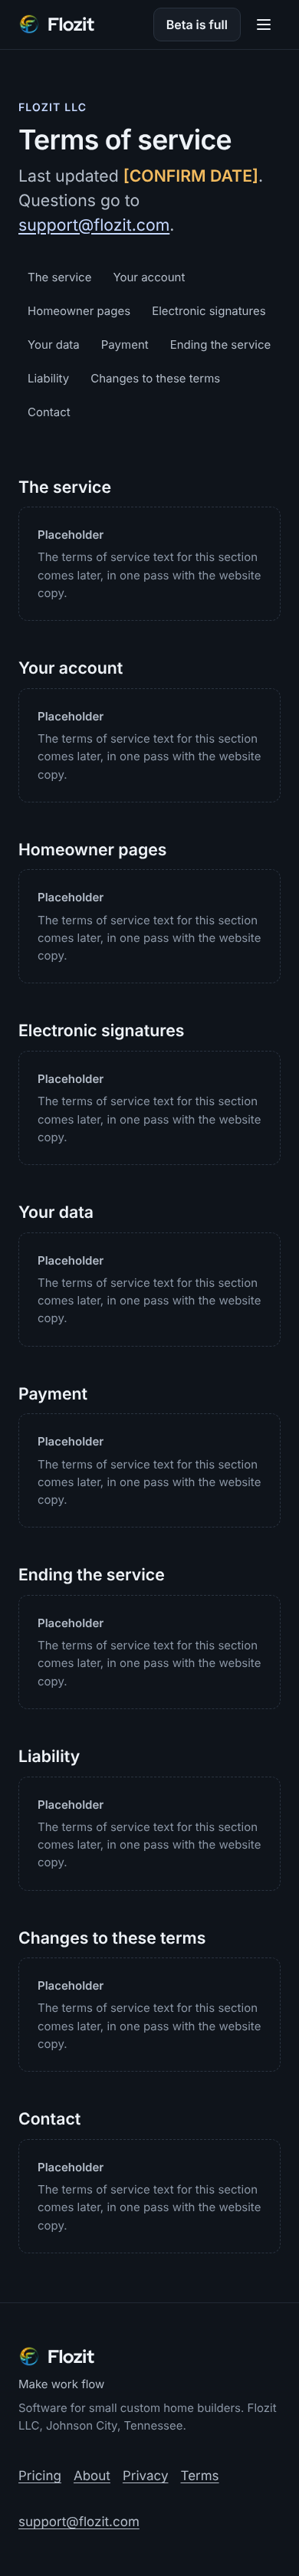 Flozit
Beta is full
FLOZIT LLC
Terms of service
Last updated [CONFIRM DATE].
Questions go to
support@flozit.com.
The service Your account
Homeowner pages Electronic signatures
Your data Payment Ending the service
Liability Changes to these terms
Contact
The service
Placeholder
The terms of service text for this section
comes later, in one pass with the website
copy.
Your account
Placeholder
The terms of service text for this section
comes later, in one pass with the website
copy.
Homeowner pages
Placeholder
The terms of service text for this section
comes later, in one pass with the website
copy.
Electronic signatures
Placeholder
The terms of service text for this section
comes later, in one pass with the website
copy.
Your data
Placeholder
The terms of service text for this section
comes later, in one pass with the website
copy.
Payment
Placeholder
The terms of service text for this section
comes later, in one pass with the website
copy.
Ending the service
Placeholder
The terms of service text for this section
comes later, in one pass with the website
copy.
Liability
Placeholder
The terms of service text for this section
comes later, in one pass with the website
copy.
Changes to these terms
Placeholder
The terms of service text for this section
comes later, in one pass with the website
copy.
Contact
Placeholder
The terms of service text for this section
comes later, in one pass with the website
copy.
Flozit
Make work flow
Software for small custom home builders. Flozit
LLC, Johnson City, Tennessee.
Pricing About Privacy Terms
support@flozit.com